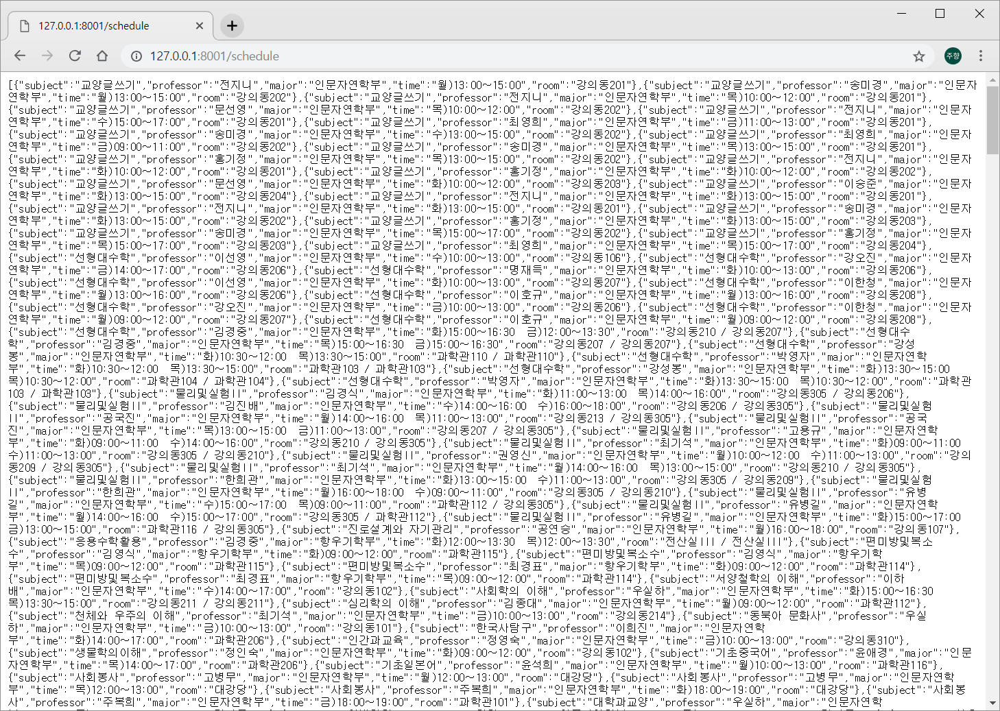 127.0.0.1:8001/schedule
127.0.0.1:8001/schedule
주향
[{"subject":"교양글쓰기","professor":"전지니","major":"인문자연학부","time":"월)13:00~15:00","room":"강의동201"},{"subject":"교양글쓰기","professor":"송미경","major":"인문자
연학부","time":"월)13:00~15:00","room":"강의동202"},{"subject":"교양글쓰기","professor":"전지니","major":"인문자연학부","time":"목)10:00~12:00","room":"강의동201"},
{"subject":"교양글쓰기","professor":"문선영","major":"인문자연학부","time":"목)10:00~12:00","room":"강의동202"},{"subject":"교양글쓰기","professor":"전지니","major":"인문자
연학부","time":"수)15:00~17:00","room":"강의동201"},{"subject":"교양글쓰기","professor":"최영희","major":"인문자연학부","time":"금)11:00~13:00","room":"강의동201"},
{"subject":"교양글쓰기","professor":"송미경","major":"인문자연학부","time":"수)13:00~15:00","room":"강의동202"},{"subject":"교양글쓰기","professor":"최영희","major":"인문자
연학부","time":"금)09:00~11:00","room":"강의동202"},{"subject":"교양글쓰기","professor":"송미경","major":"인문자연학부","time":"목)13:00~15:00","room":"강의동201"},
{"subject":"교양글쓰기","professor":"홍기정","major":"인문자연학부","time":"목)13:00~15:00","room":"강의동202"},{"subject":"교양글쓰기","professor":"전지니","major":"인문자
연학부","time":"화)10:00~12:00","room":"강의동201"},{"subject":"교양글쓰기","professor":"홍기정","major":"인문자연학부","time":"화)10:00~12:00","room":"강의동202"},
{"subject":"교양글쓰기","professor":"문선영","major":"인문자연학부","time":"화)10:00~12:00","room":"강의동203"},{"subject":"교양글쓰기","professor":"이승준","major":"인문자
연학부","time":"화)13:00~15:00","room":"강의동204"},{"subject":"교양글쓰기","professor":"전지니","major":"인문자연학부","time":"화)13:00~15:00","room":"강의동201"},
{"subject":"교양글쓰기","professor":"전지니","major":"인문자연학부","time":"화)13:00~15:00","room":"강의동201"},{"subject":"교양글쓰기","professor":"송미경","major":"인문자
연학부","time":"화)13:00~15:00","room":"강의동202"},{"subject":"교양글쓰기","professor":"홍기정","major":"인문자연학부","time":"화)13:00~15:00","room":"강의동203"},
{"subject":"교양글쓰기","professor":"송미경","major":"인문자연학부","time":"목)15:00~17:00","room":"강의동202"},{"subject":"교양글쓰기","professor":"홍기정","major":"인문자
연학부","time":"목)15:00~17:00","room":"강의동203"},{"subject":"교양글쓰기","professor":"최영희","major":"인문자연학부","time":"목)15:00~17:00","room":"강의동204"},
{"subject":"선형대수학","professor":"이선영","major":"인문자연학부","time":"수)10:00~13:00","room":"강의동106"},{"subject":"선형대수학","professor":"강오진","major":"인문자
연학부","time":"금)14:00~17:00","room":"강의동206"},{"subject":"선형대수학","professor":"명재득","major":"인문자연학부","time":"화)10:00~13:00","room":"강의동206"},
{"subject":"선형대수학","professor":"이선영","major":"인문자연학부","time":"화)10:00~13:00","room":"강의동207"},{"subject":"선형대수학","professor":"이한청","major":"인문자
연학부","time":"월)13:00~16:00","room":"강의동206"},{"subject":"선형대수학","professor":"이호규","major":"인문자연학부","time":"월)13:00~16:00","room":"강의동208"},
{"subject":"선형대수학","professor":"강오진","major":"인문자연학부","time":"금)10:00~13:00","room":"강의동206"},{"subject":"선형대수학","professor":"이한청","major":"인문자
연학부","time":"월)09:00~12:00","room":"강의동207"},{"subject":"선형대수학","professor":"이호규","major":"인문자연학부","time":"월)09:00~12:00","room":"강의동208"},
{"subject":"선형대수학","professor":"김경중","major":"인문자연학부","time":"화)15:00~16:30  금)12:00~13:30","room":"강의동210 / 강의동207"},{"subject":"선형대수
학","professor":"김경중","major":"인문자연학부","time":"목)15:00~16:30  금)15:00~16:30","room":"강의동207 / 강의동207"},{"subject":"선형대수학","professor":"강성
봉","major":"인문자연학부","time":"화)10:30~12:00  목)13:30~15:00","room":"과학관110 / 과학관110"},{"subject":"선형대수학","professor":"박영자","major":"인문자연학
부","time":"화)10:30~12:00  목)13:30~15:00","room":"과학관103 / 과학관103"},{"subject":"선형대수학","professor":"강성봉","major":"인문자연학부","time":"화)13:30~15:00
목)10:30~12:00","room":"과학관104 / 과학관104"},{"subject":"선형대수학","professor":"박영자","major":"인문자연학부","time":"화)13:30~15:00  목)10:30~12:00","room":"과학관
103 / 과학관103"},{"subject":"물리및실험II","professor":"김경식","major":"인문자연학부","time":"화)11:00~13:00  목)14:00~16:00","room":"강의동305 / 강의동206"},
{"subject":"물리및실험II","professor":"김진배","major":"인문자연학부","time":"수)14:00~16:00  수)16:00~18:00","room":"강의동206 / 강의동305"},{"subject":"물리및실험
II","professor":"공국진","major":"인문자연학부","time":"월)14:00~16:00  목)11:00~13:00","room":"강의동213 / 강의동305"},{"subject":"물리및실험II","professor":"공국
진","major":"인문자연학부","time":"목)13:00~15:00  금)11:00~13:00","room":"강의동207 / 강의동305"},{"subject":"물리및실험II","professor":"고용규","major":"인문자연학
부","time":"화)09:00~11:00  수)14:00~16:00","room":"강의동210 / 강의동305"},{"subject":"물리및실험II","professor":"최기석","major":"인문자연학부","time":"화)09:00~11:00
수)11:00~13:00","room":"강의동305 / 강의동210"},{"subject":"물리및실험II","professor":"권영신","major":"인문자연학부","time":"월)10:00~12:00  수)11:00~13:00","room":"강의
동209 / 강의동305"},{"subject":"물리및실험II","professor":"최기석","major":"인문자연학부","time":"월)14:00~16:00  목)13:00~15:00","room":"강의동210 / 강의동305"},
{"subject":"물리및실험II","professor":"한희관","major":"인문자연학부","time":"화)13:00~15:00  수)11:00~13:00","room":"강의동305 / 강의동209"},{"subject":"물리및실험
II","professor":"한희관","major":"인문자연학부","time":"월)16:00~18:00  수)09:00~11:00","room":"강의동305 / 강의동210"},{"subject":"물리및실험II","professor":"유병
길","major":"인문자연학부","time":"수)15:00~17:00  목)09:00~11:00","room":"과학관112 / 강의동305"},{"subject":"물리및실험II","professor":"유병길","major":"인문자연학
부","time":"월)14:00~16:00  수)15:00~17:00","room":"강의동305 / 과학관112"},{"subject":"물리및실험II","professor":"유병길","major":"인문자연학부","time":"화)15:00~17:00
금)13:00~15:00","room":"과학관116 / 강의동305"},{"subject":"진로설계와 자기관리","professor":"공연승","major":"인문자연학부","time":"월)16:00~18:00","room":"강의동107"},
{"subject":"응용수학활용","professor":"김경중","major":"항우기학부","time":"화)12:00~13:30  목)12:00~13:30","room":"전산실III / 전산실III"},{"subject":"편미방및복소
수","professor":"김영식","major":"항우기학부","time":"화)09:00~12:00","room":"과학관115"},{"subject":"편미방및복소수","professor":"김영식","major":"항우기학
부","time":"목)09:00~12:00","room":"과학관115"},{"subject":"편미방및복소수","professor":"최경표","major":"항우기학부","time":"화)09:00~12:00","room":"과학관114"},
{"subject":"편미방및복소수","professor":"최경표","major":"항우기학부","time":"목)09:00~12:00","room":"과학관114"},{"subject":"서양철학의 이해","professor":"이하
배","major":"인문자연학부","time":"수)14:00~17:00","room":"강의동102"},{"subject":"사회학의 이해","professor":"우실하","major":"인문자연학부","time":"화)15:00~16:30
목)13:30~15:00","room":"강의동211 / 강의동211"},{"subject":"심리학의 이해","professor":"김종대","major":"인문자연학부","time":"월)09:00~12:00","room":"과학관112"},
{"subject":"천체와 우주의 이해","professor":"최기석","major":"인문자연학부","time":"금)10:00~13:00","room":"강의동214"},{"subject":"동북아 문화사","professor":"우실
하","major":"인문자연학부","time":"금)10:00~13:00","room":"강의동101"},{"subject":"한국사탐구","professor":"이희진","major":"인문자연학
부","time":"화)14:00~17:00","room":"과학관206"},{"subject":"인간과교육","professor":"정영숙","major":"인문자연학부","time":"금)10:00~13:00","room":"강의동310"},
{"subject":"생물학의이해","professor":"정인숙","major":"인문자연학부","time":"화)09:00~12:00","room":"강의동102"},{"subject":"기초중국어","professor":"윤애경","major":"인문
자연학부","time":"목)14:00~17:00","room":"과학관206"},{"subject":"기초일본어","professor":"윤석희","major":"인문자연학부","time":"월)10:00~13:00","room":"과학관116"},
{"subject":"사회봉사","professor":"고병무","major":"인문자연학부","time":"월)12:00~13:00","room":"대강당"},{"subject":"사회봉사","professor":"고병무","major":"인문자연학
부","time":"목)12:00~13:00","room":"대강당"},{"subject":"사회봉사","professor":"주복희","major":"인문자연학부","time":"화)18:00~19:00","room":"대강당"},{"subject":"사회봉
사","professor":"주복희","major":"인문자연학부","time":"금)18:00~19:00","room":"과학관101"},{"subject":"대학과교양","professor":"우실하","major":"인문자연학